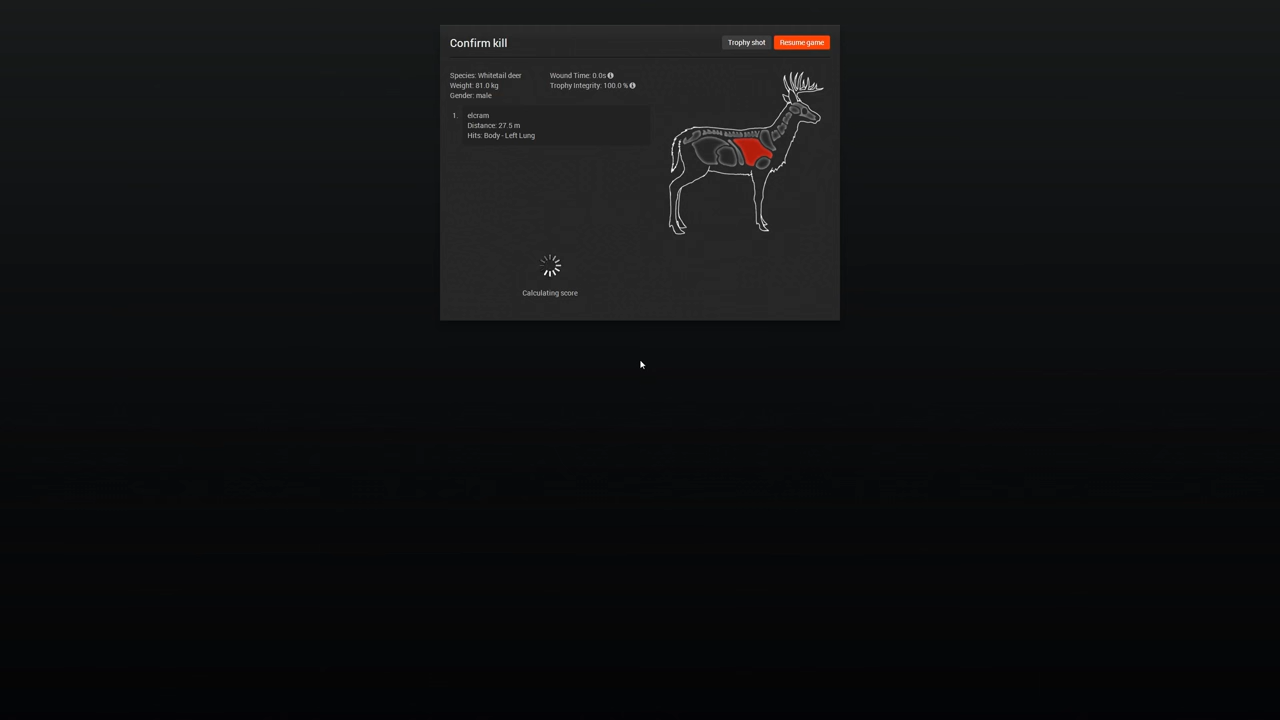 Confirm kill
Trophy shot
Resume game
Species: Whitetail deer
Weight: 81.0 kg
Gender: male
Wound Time: 0.0s
Trophy Integrity: 100.0 %
1. elcram
Distance: 27.5 m
Hits: Body - Left Lung
Calculating score